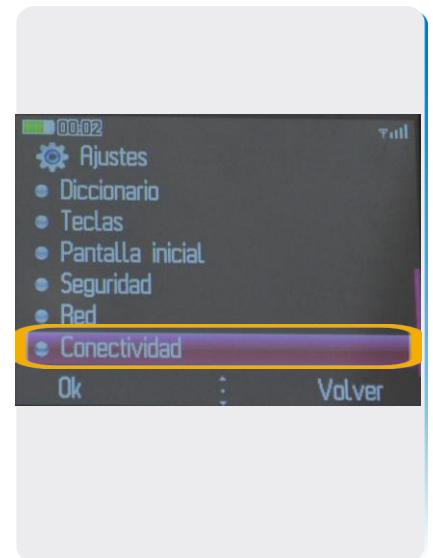 00:02
Ajustes
Diccionario
Teclas
Pantalla inicial
Seguridad
Red
Conectividad
Ok Volver